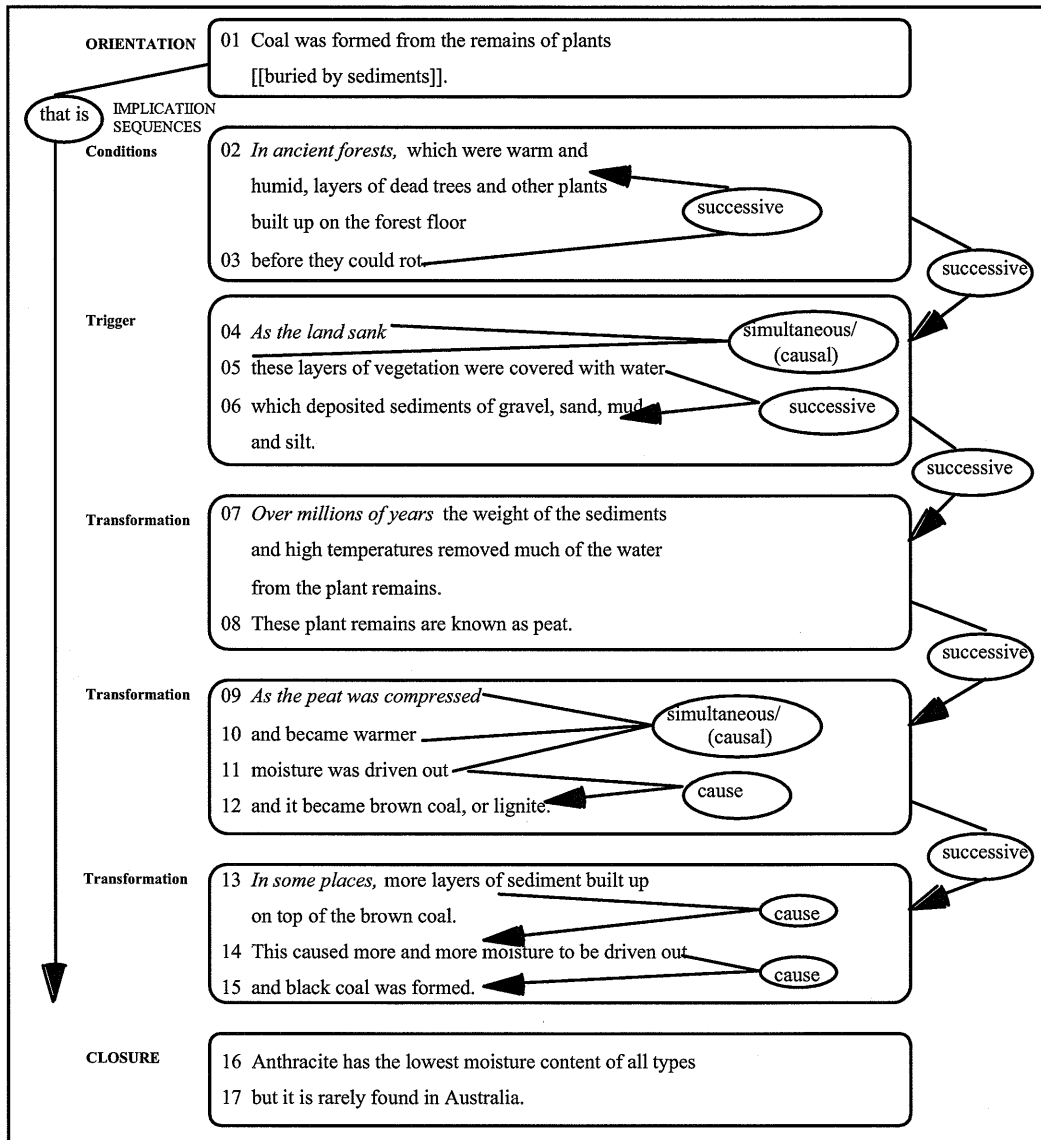 ORIENTATION
01 Coal was formed from the remains of plants
[[buried by sediments]].
that is
IMPLICATIION
SEQUENCES
Conditions
02 In ancient forests, which were warm and
humid, layers of dead trees and other plants
built up on the forest floor
successive
03 before they could rot
successive
Trigger
04 As the land sank
simultaneous/
(causal)
05 these layers of vegetation were covered with water
06 which deposited sediments of gravel, sand, mud
and silt.
successive
successive
Transformation
07 Over millions of years the weight of the sediments
and high temperatures removed much of the water
from the plant remains.
08 These plant remains are known as peat.
successive
Transformation
09 As the peat was compressed
10 and became warmer
simultaneous/
(causal)
11 moisture was driven out
12 and it became brown coal, or lignite.
cause
successive
Transformation
13 In some places, more layers of sediment built up
on top of the brown coal.
cause
14 This caused more and more moisture to be driven out
15 and black coal was formed.
cause
CLOSURE
16 Anthracite has the lowest moisture content of all types
17 but it is rarely found in Australia.